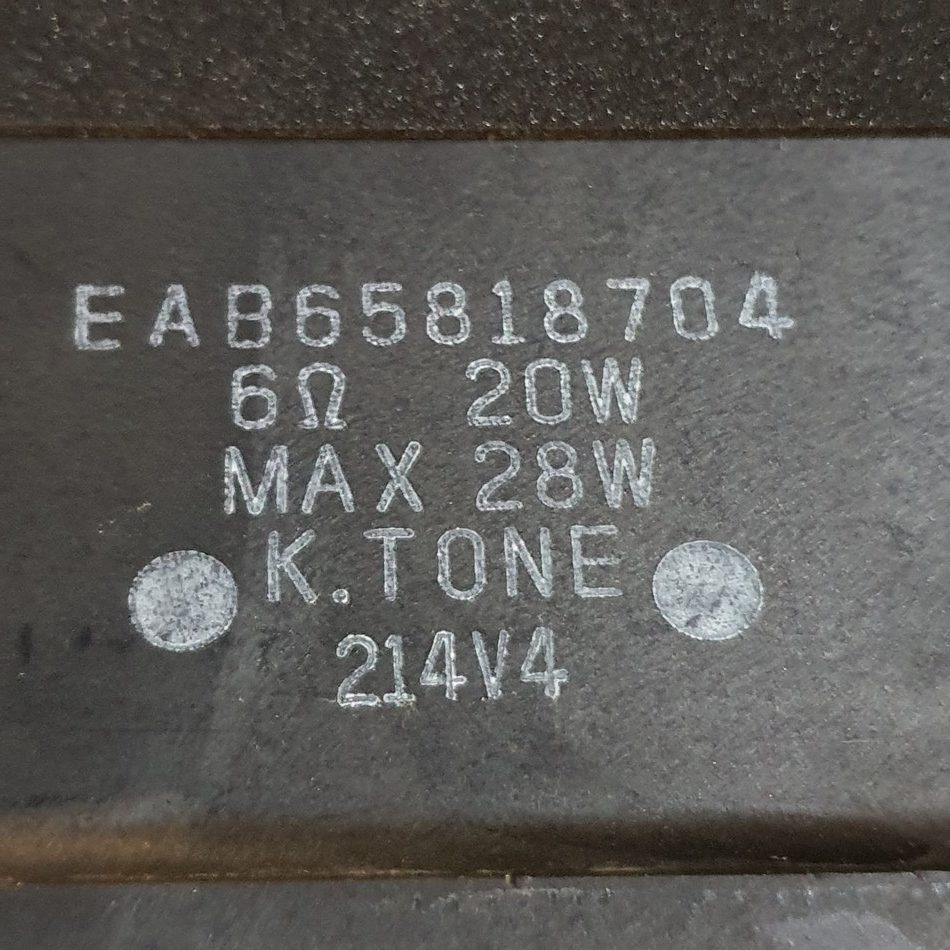 EAB65818704
6Ω 20W
MAX 28W
K.TONE
214V4